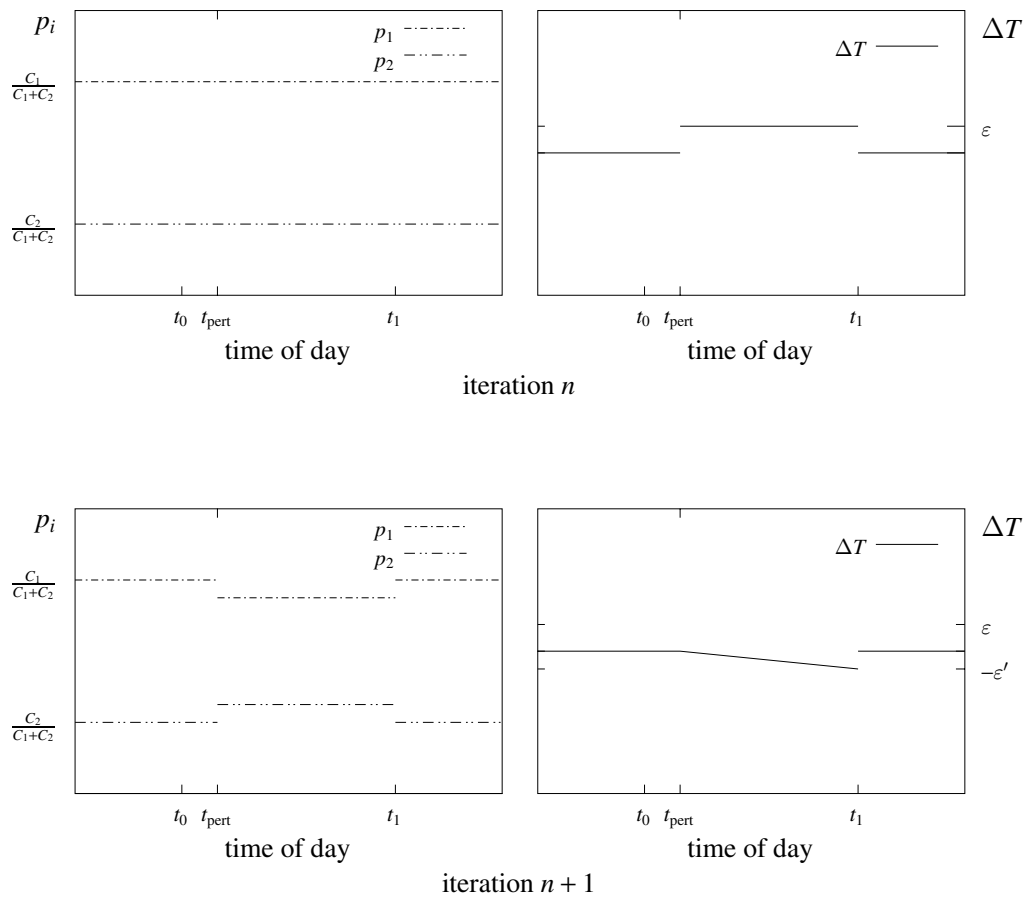 p_i
p_1
p_2
C_1/(C_1+C_2)
C_2/(C_1+C_2)
t_0 t_pert t_1
time of day
ΔT
ΔT
ε
t_0 t_pert t_1
time of day
iteration n
p_i
p_1
p_2
C_1/(C_1+C_2)
C_2/(C_1+C_2)
t_0 t_pert t_1
time of day
ΔT
ΔT
ε
−ε′
t_0 t_pert t_1
time of day
iteration n + 1